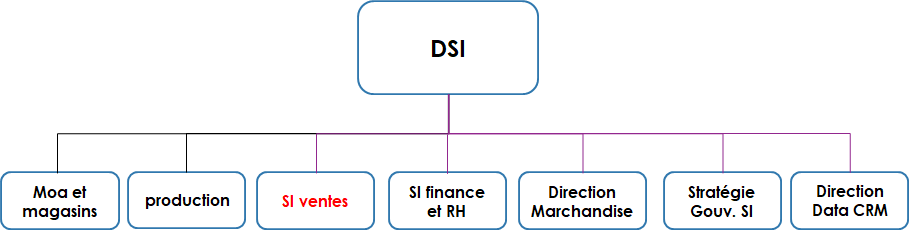 DSI
Moa et
magasins
production
SI ventes
SI finance
et RH
Direction
Marchandise
Stratégie
Gouv. SI
Direction
Data CRM